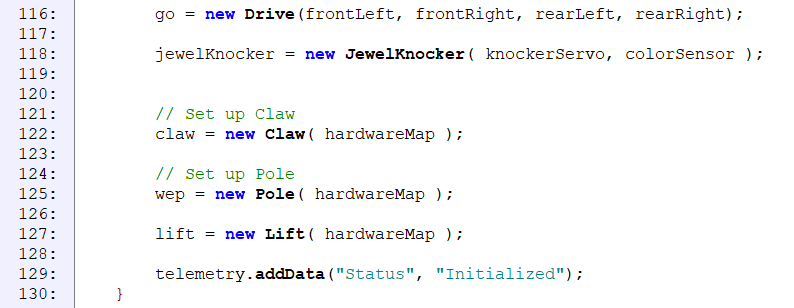 116:          go = new Drive(frontLeft, frontRight, rearLeft, rearRight);
117:
118:          jewelKnocker = new JewelKnocker( knockerServo, colorSensor );
119:
120:
121:          // Set up Claw
122:          claw = new Claw( hardwareMap );
123:
124:          // Set up Pole
125:          wep = new Pole( hardwareMap );
126:
127:          lift = new Lift( hardwareMap );
128:
129:          telemetry.addData("Status", "Initialized");
130:      }